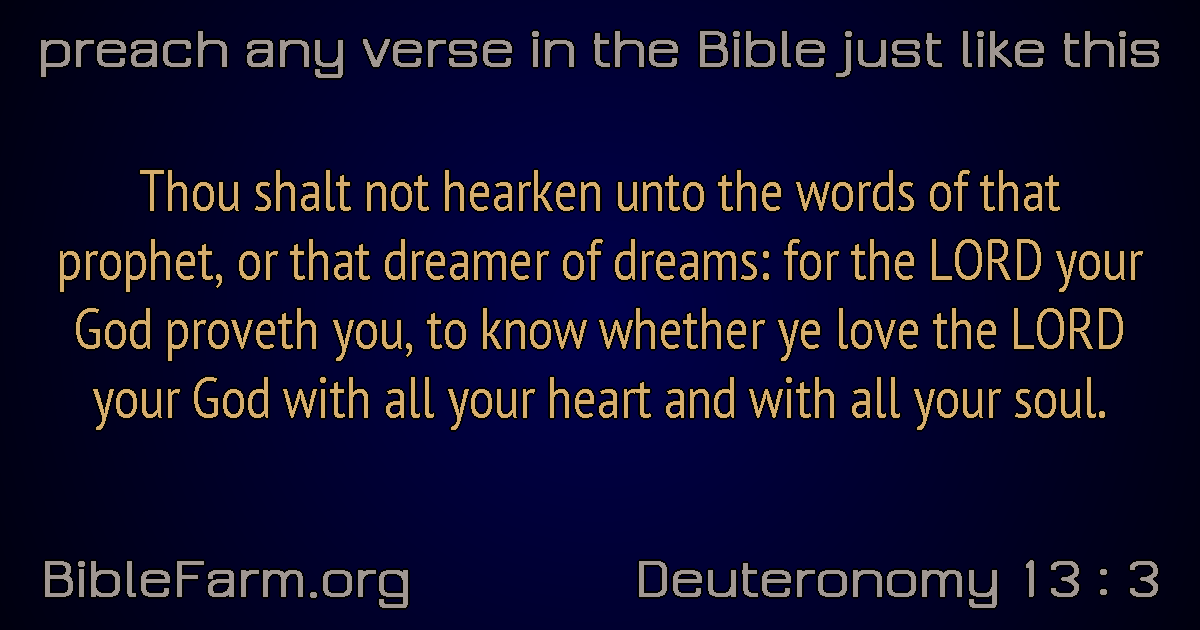 preach any verse in the Bible just like this
Thou shalt not hearken unto the words of that
prophet, or that dreamer of dreams: for the LORD your
God proveth you, to know whether ye love the LORD
your God with all your heart and with all your soul.
BibleFarm.org
Deuteronomy 13 : 3